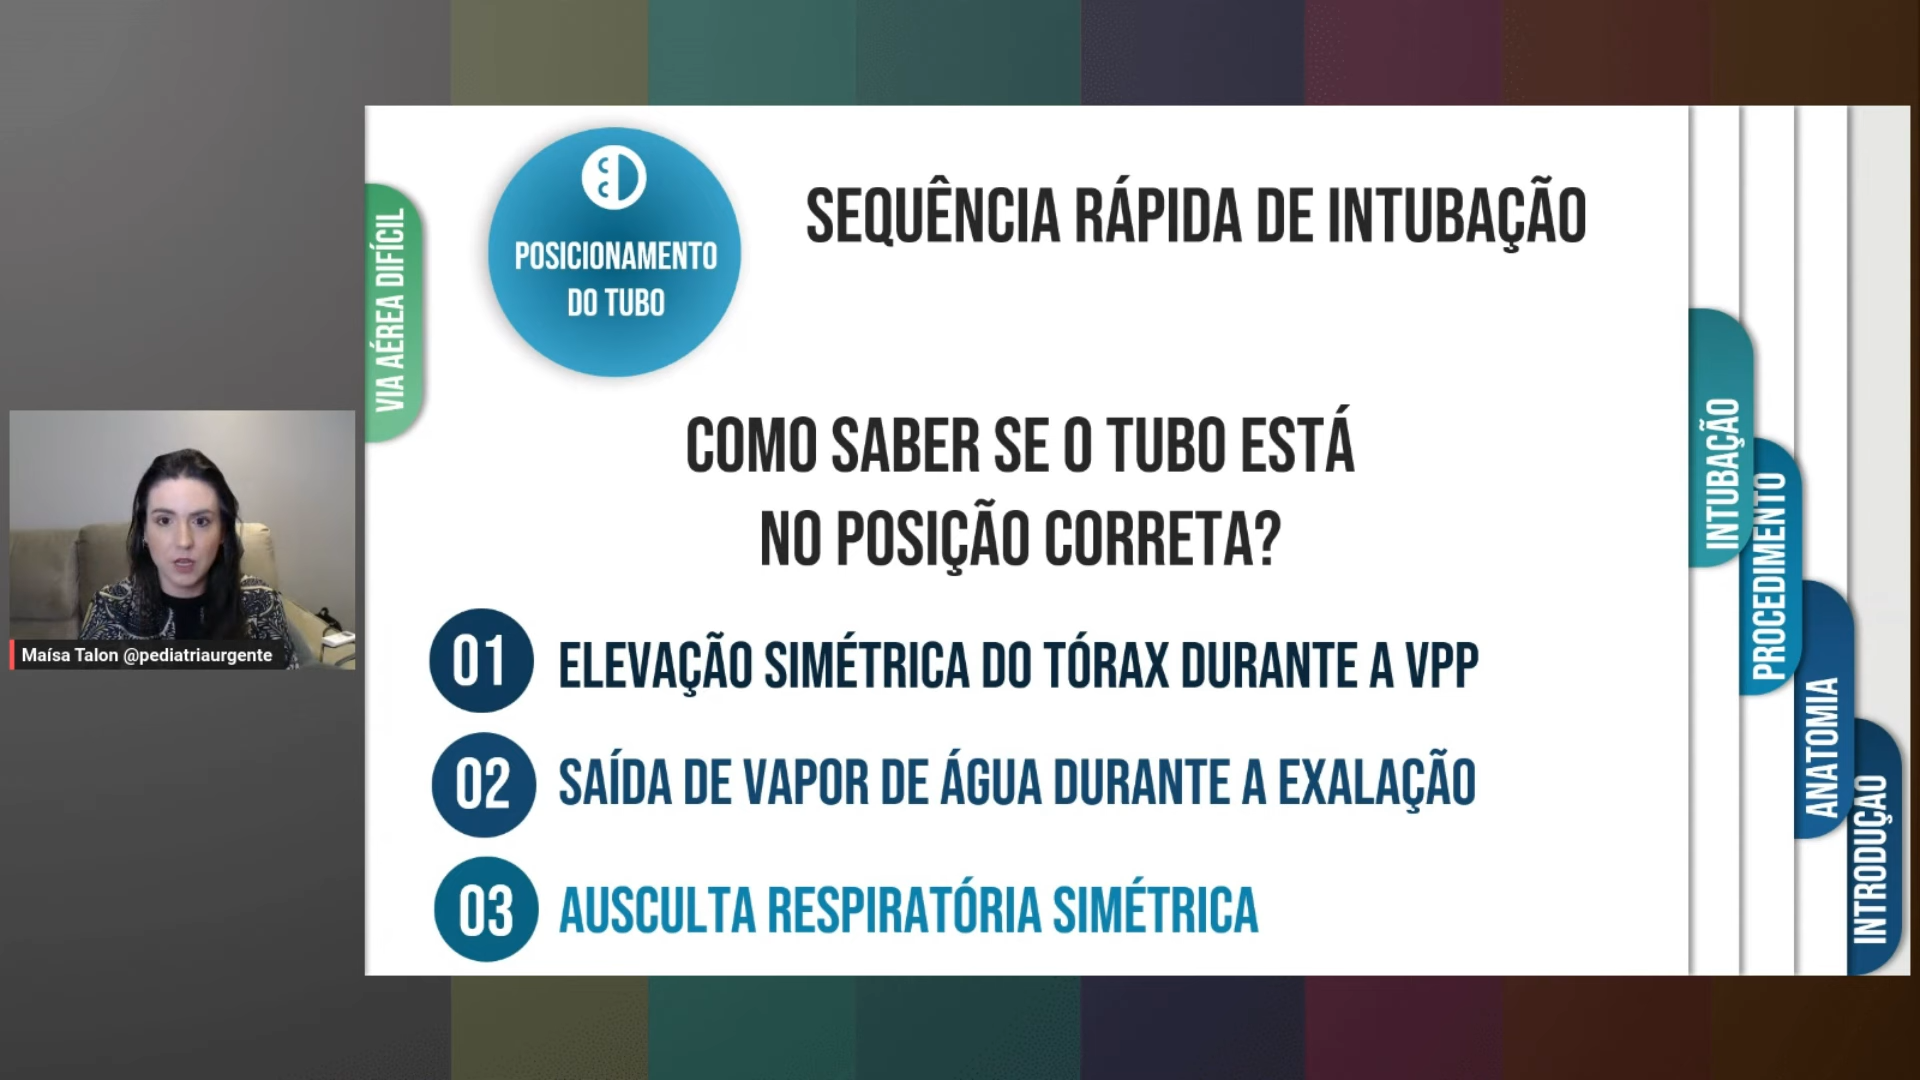 VIA AÉREA DIFÍCIL
POSICIONAMENTO
DO TUBO
SEQUÊNCIA RÁPIDA DE INTUBAÇÃO
COMO SABER SE O TUBO ESTÁ
NO POSIÇÃO CORRETA?
01 ELEVAÇÃO SIMÉTRICA DO TÓRAX DURANTE A VPP
02 SAÍDA DE VAPOR DE ÁGUA DURANTE A EXALAÇÃO
03 AUSCULTA RESPIRATÓRIA SIMÉTRICA
INTUBAÇÃO
PROCEDIMENTO
ANATOMIA
INTRODUÇÃO
Maísa Talon @pediatriaurgente